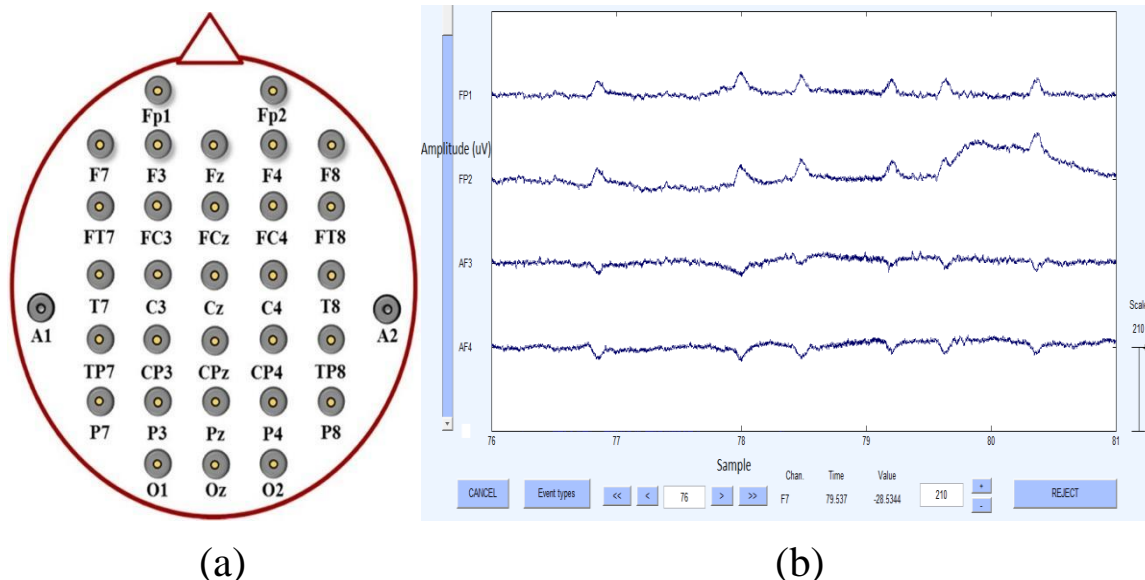 Fp1 Fp2
F7 F3 Fz F4 F8
FT7 FC3 FCz FC4 FT8
T7 C3 Cz C4 T8
A1 A2
TP7 CP3 CPz CP4 TP8
P7 P3 Pz P4 P8
O1 Oz O2
(a)
FP1
Amplitude (uV)
FP2
AF3
AF4
Scale
210
76 77 78 79 80 81
Sample
Chan. Time Value
CANCEL Event types << < 76 > >> F7 79.537 -28.5344 210 + - REJECT
(b)